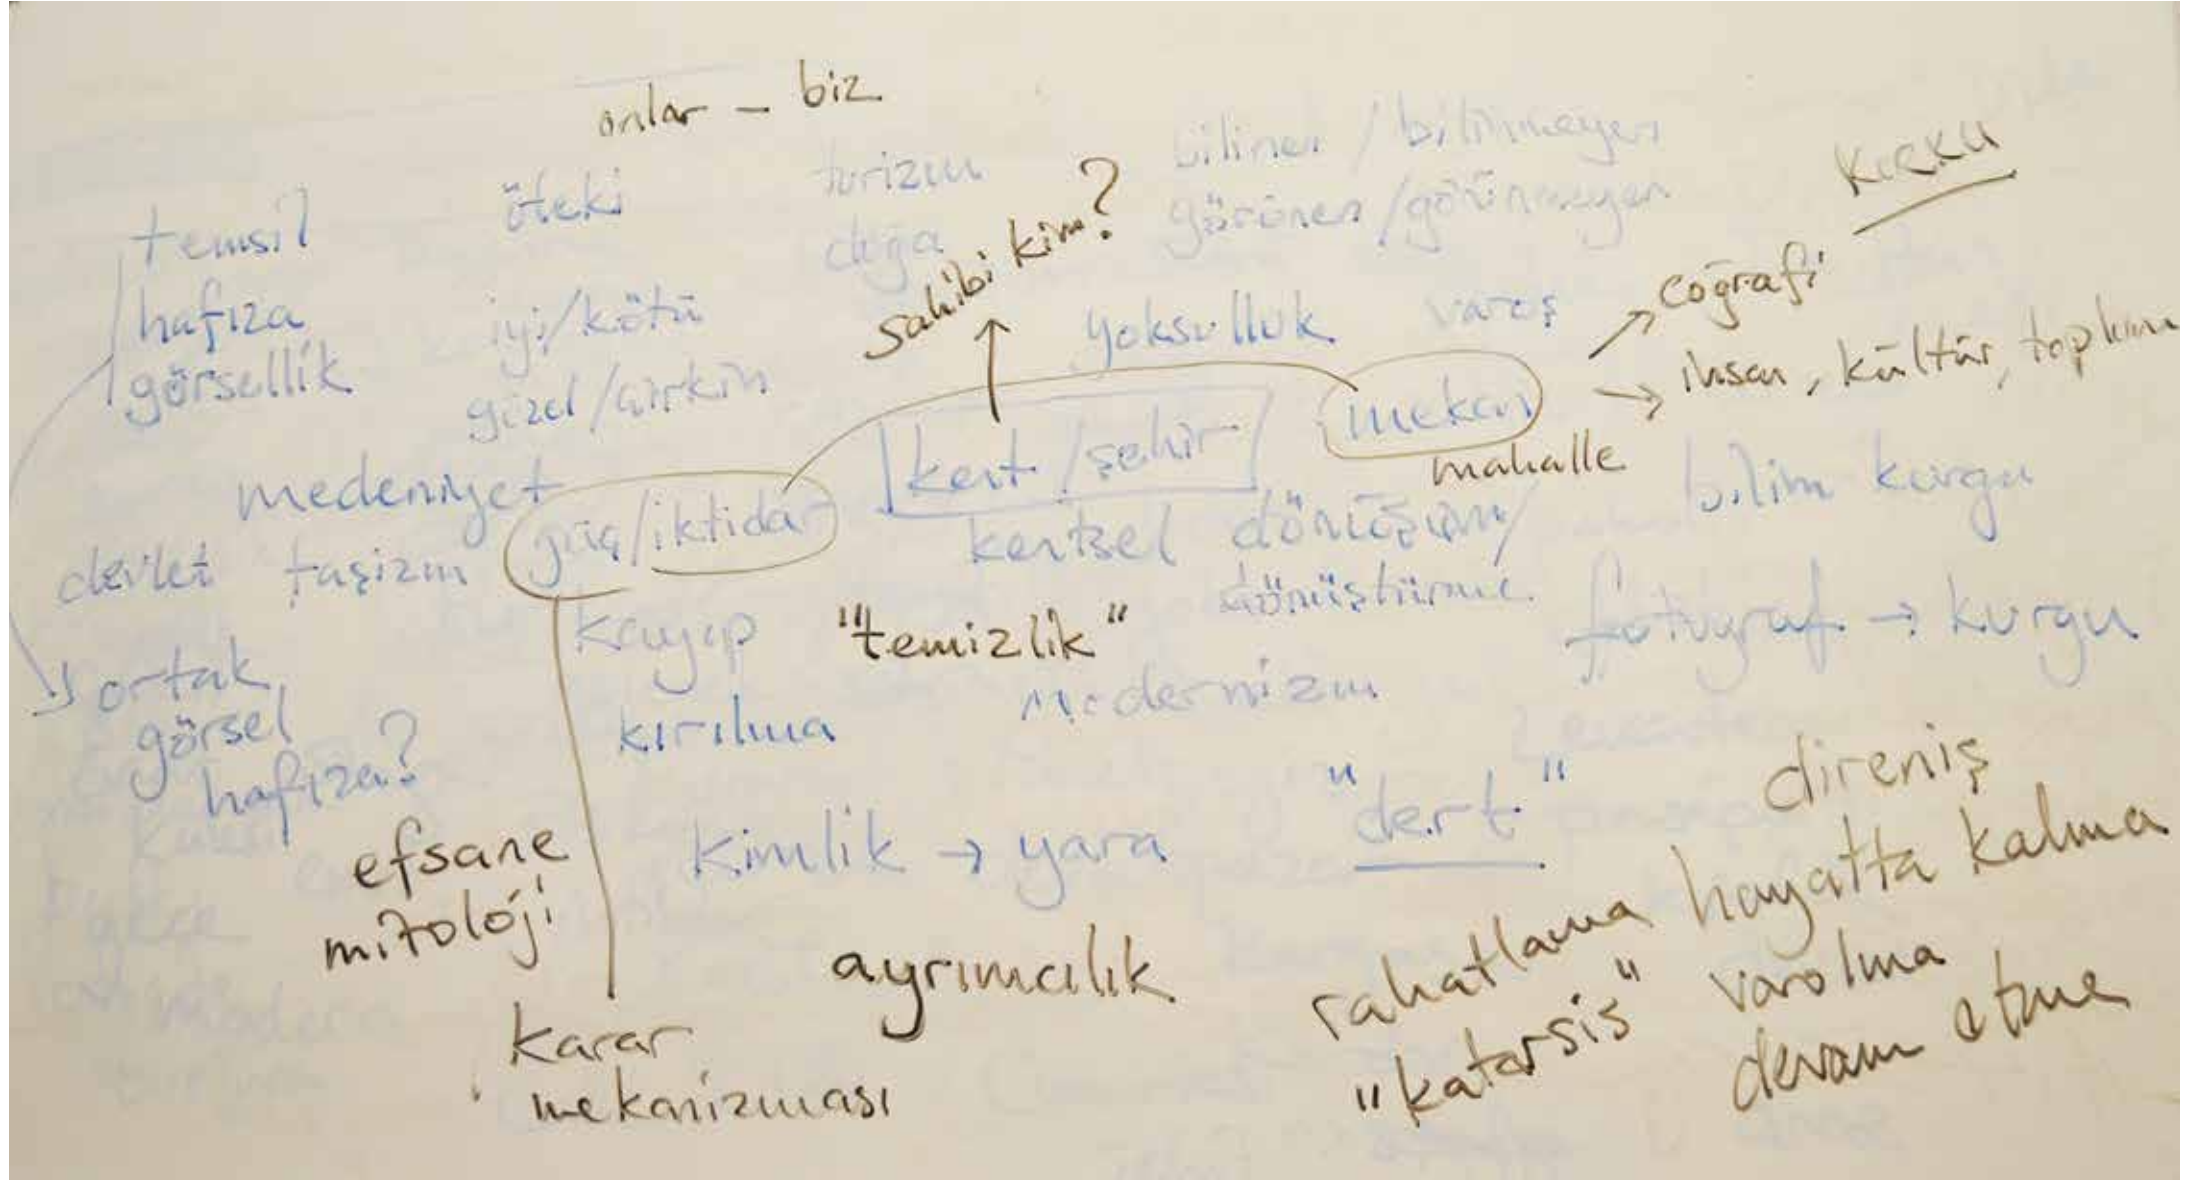 onlar – biz
temsil
hafıza
görsellik
öteki
iyi/kötü
güzel/çirkin
turizm
doğa
bilinen / bilinmeyen
görünen / görünmeyen
sahibi kim?
yoksulluk
varoş
coğrafi
insan, kültür, toplum
kent / şehir
mekan
mahalle
medeniyet
güç/iktidar
devlet
faşizm
kentsel dönüşüm/
dönüştürme
bilim kurgu
kayıp
"temizlik"
fotoğraf → kurgu
ortak
görsel
hafıza?
kırılma
modernizm
efsane
mitoloji
kimlik → yara
"dert"
direniş
hayatta kalma
varolma
devam etme
rahatlama
"katarsis"
ayrımcılık
karar
mekanizması